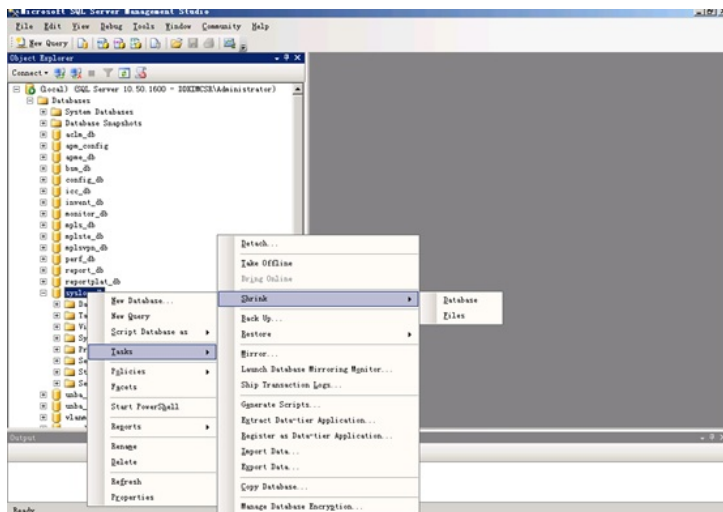 Microsoft SQL Server Management Studio
File Edit View Debug Tools Window Community Help
New Query
Object Explorer
Connect
(local) (SQL Server 10.50.1600 -
Databases
System Databases
Database Snapshots
aclm_db
apm_config
apme_db
bsm_db
config_db
icc_db
invent_db
monitor_db
mpls_db
mplste_db
mplsvpn_db
perf_db
report_db
reportplat_db
New Database...
New Query
Script Database as
Tasks
Policies
Facets
Start PowerShell
Reports
Rename
Delete
Refresh
Properties
Detach...
Take Offline
Bring Online
Shrink
Back Up...
Restore
Mirror...
Launch Database Mirroring Monitor...
Ship Transaction Logs...
Generate Scripts...
Extract Data-tier Application...
Register as Data-tier Application...
Import Data...
Export Data...
Copy Database...
Manage Database Encryption...
Database
Files
unba_
vlanm
Output
Ready